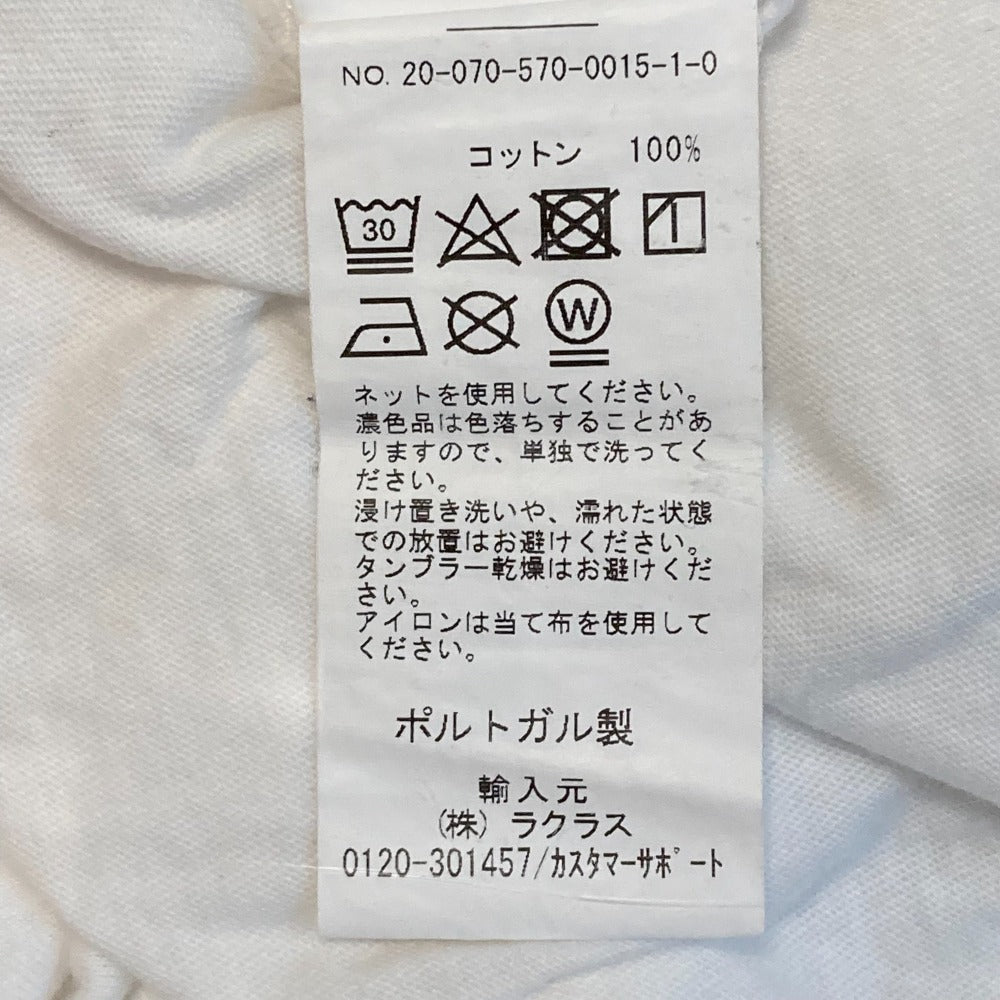 NO. 20-070-570-0015-1-0
コットン 100%
30
W
ネットを使用してください。
濃色品は色落ちすることがあ
りますので、単独で洗ってく
ださい。
浸け置き洗いや、濡れた状態
での放置はお避けください。
タンブラー乾燥はお避けくだ
さい。
アイロンは当て布を使用して
ください。
ポルトガル製
輸入元
(株) ラクラス
0120-301457/カスタマーサポート